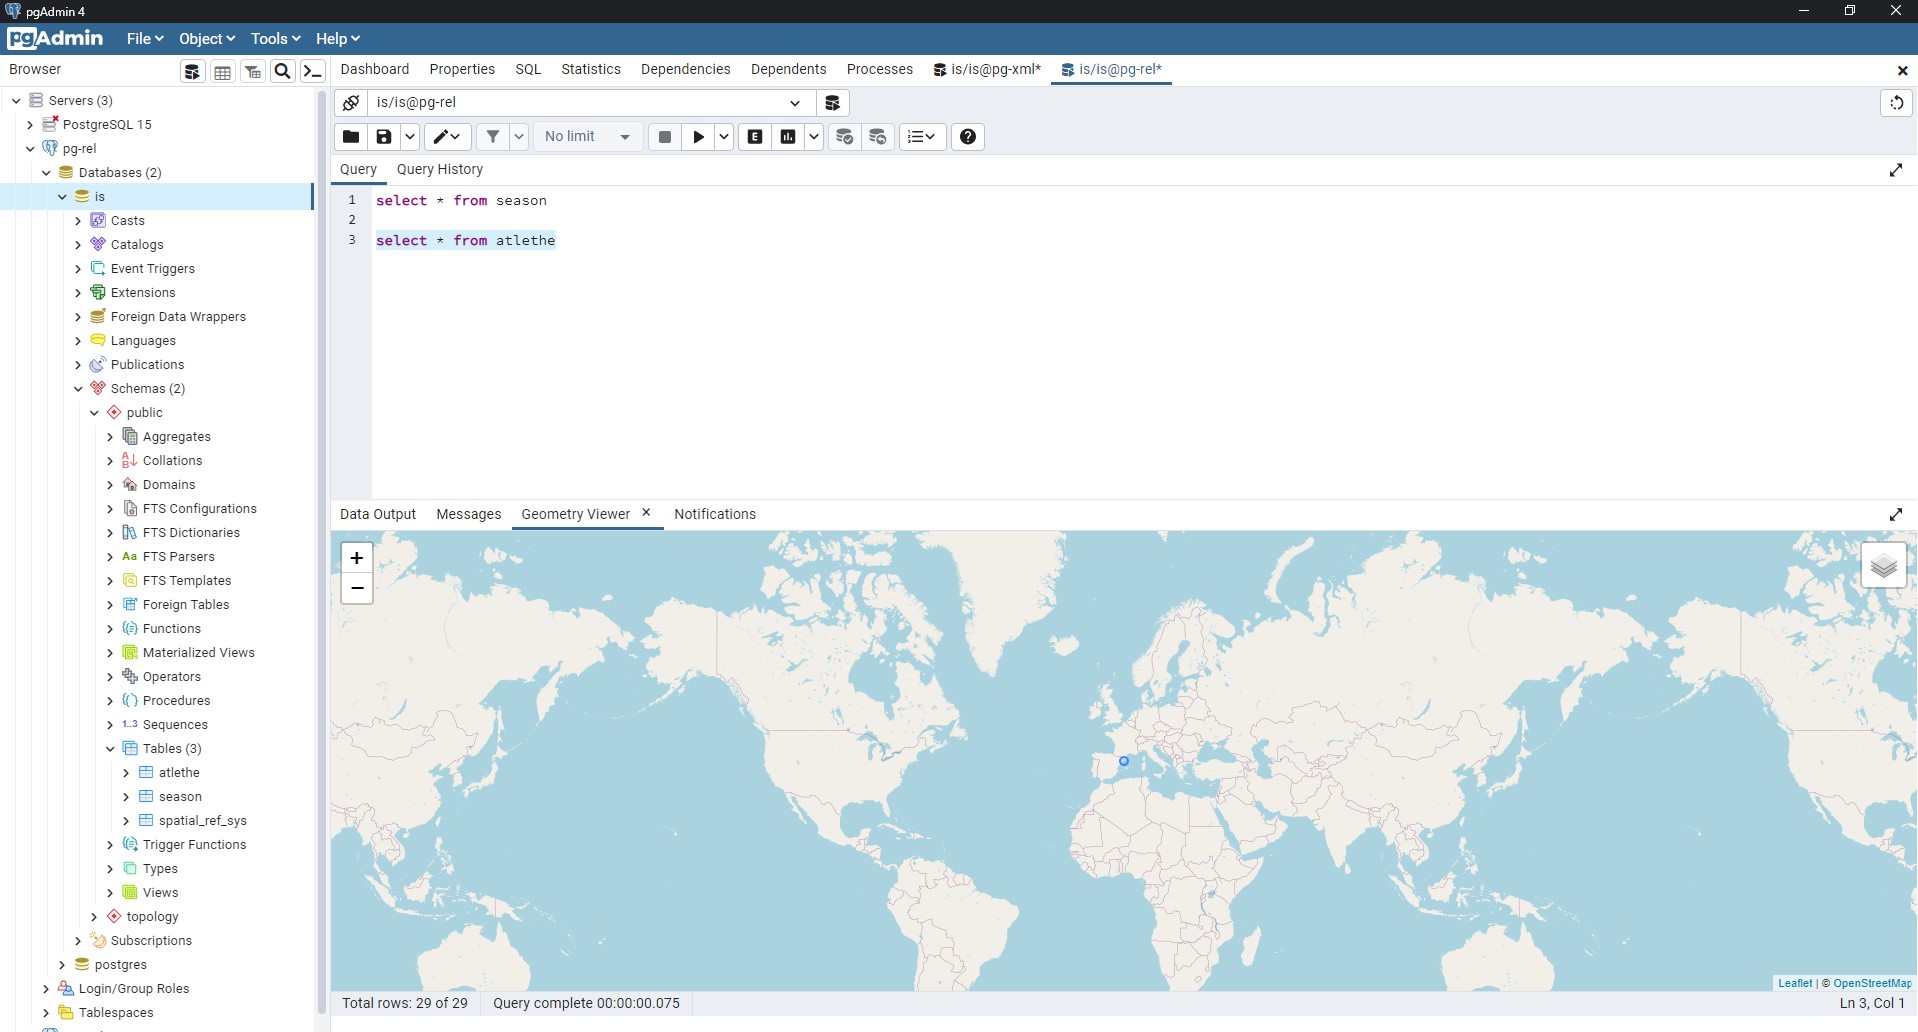 pgAdmin 4
pgAdmin File Object Tools Help
Browser
Dashboard Properties SQL Statistics Dependencies Dependents Processes is/is@pg-xml* is/is@pg-rel*
is/is@pg-rel
No limit
E
Query Query History
1 select * from season
2
3 select * from atlethe
Servers (3)
PostgreSQL 15
pg-rel
Databases (2)
is
Casts
Catalogs
Event Triggers
Extensions
Foreign Data Wrappers
Languages
Publications
Schemas (2)
public
Aggregates
Collations
Domains
FTS Configurations
FTS Dictionaries
Aa FTS Parsers
FTS Templates
Foreign Tables
Functions
Materialized Views
Operators
Procedures
1..3 Sequences
Tables (3)
atlethe
season
spatial_ref_sys
Trigger Functions
Types
Views
topology
Subscriptions
postgres
Login/Group Roles
Tablespaces
Data Output Messages Geometry Viewer Notifications
+
−
Leaflet | © OpenStreetMap
Total rows: 29 of 29 Query complete 00:00:00.075 Ln 3, Col 1